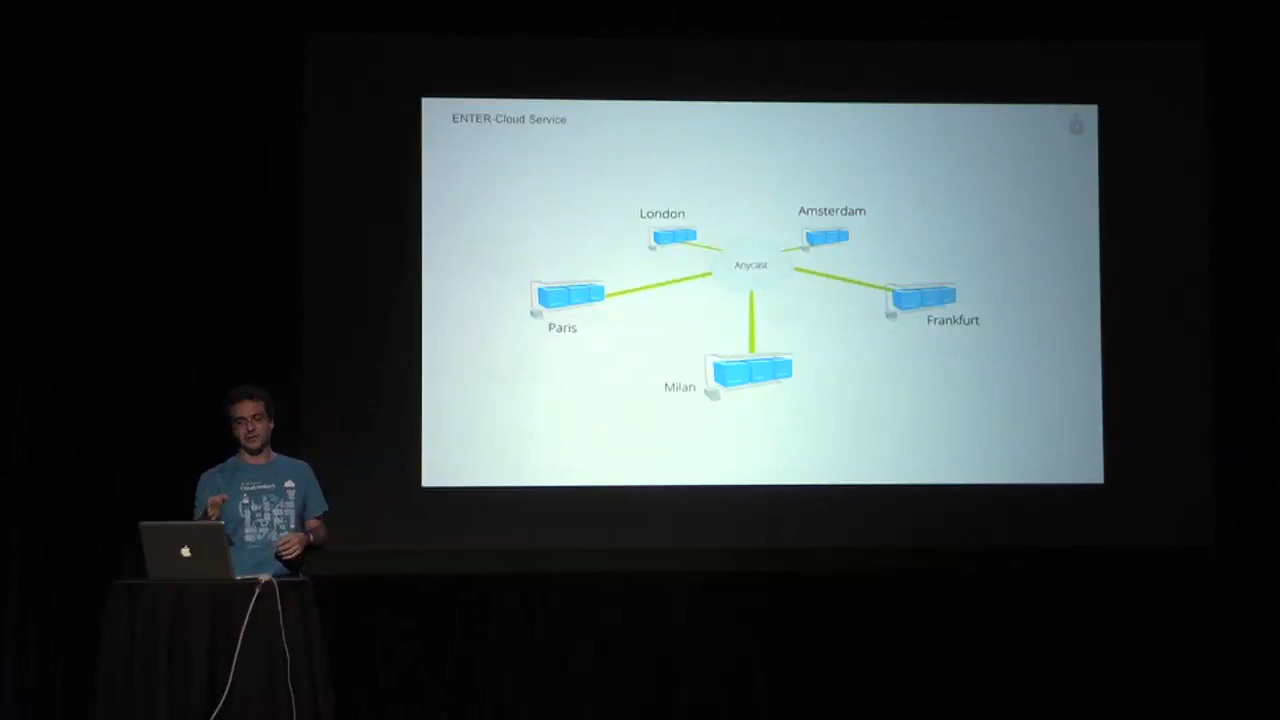 ENTER-Cloud Service
London
Amsterdam
Anycast
Paris
Frankfurt
Milan